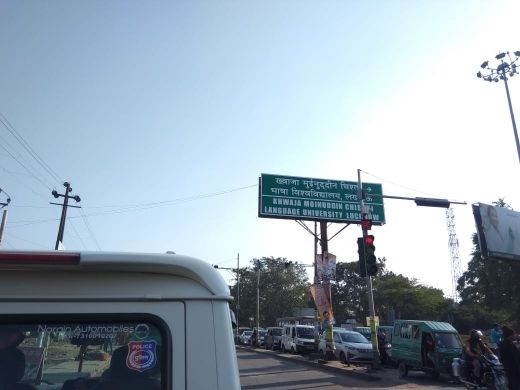 ख्वाजा मुईनुद्दीन चिश्ती
भाषा विश्वविद्यालय, लखनऊ
KHWAJA MOINUDDIN CHISHTI
LANGUAGE UNIVERSITY LUCKNOW
Narain Automobiles
POLICE
पुलिस